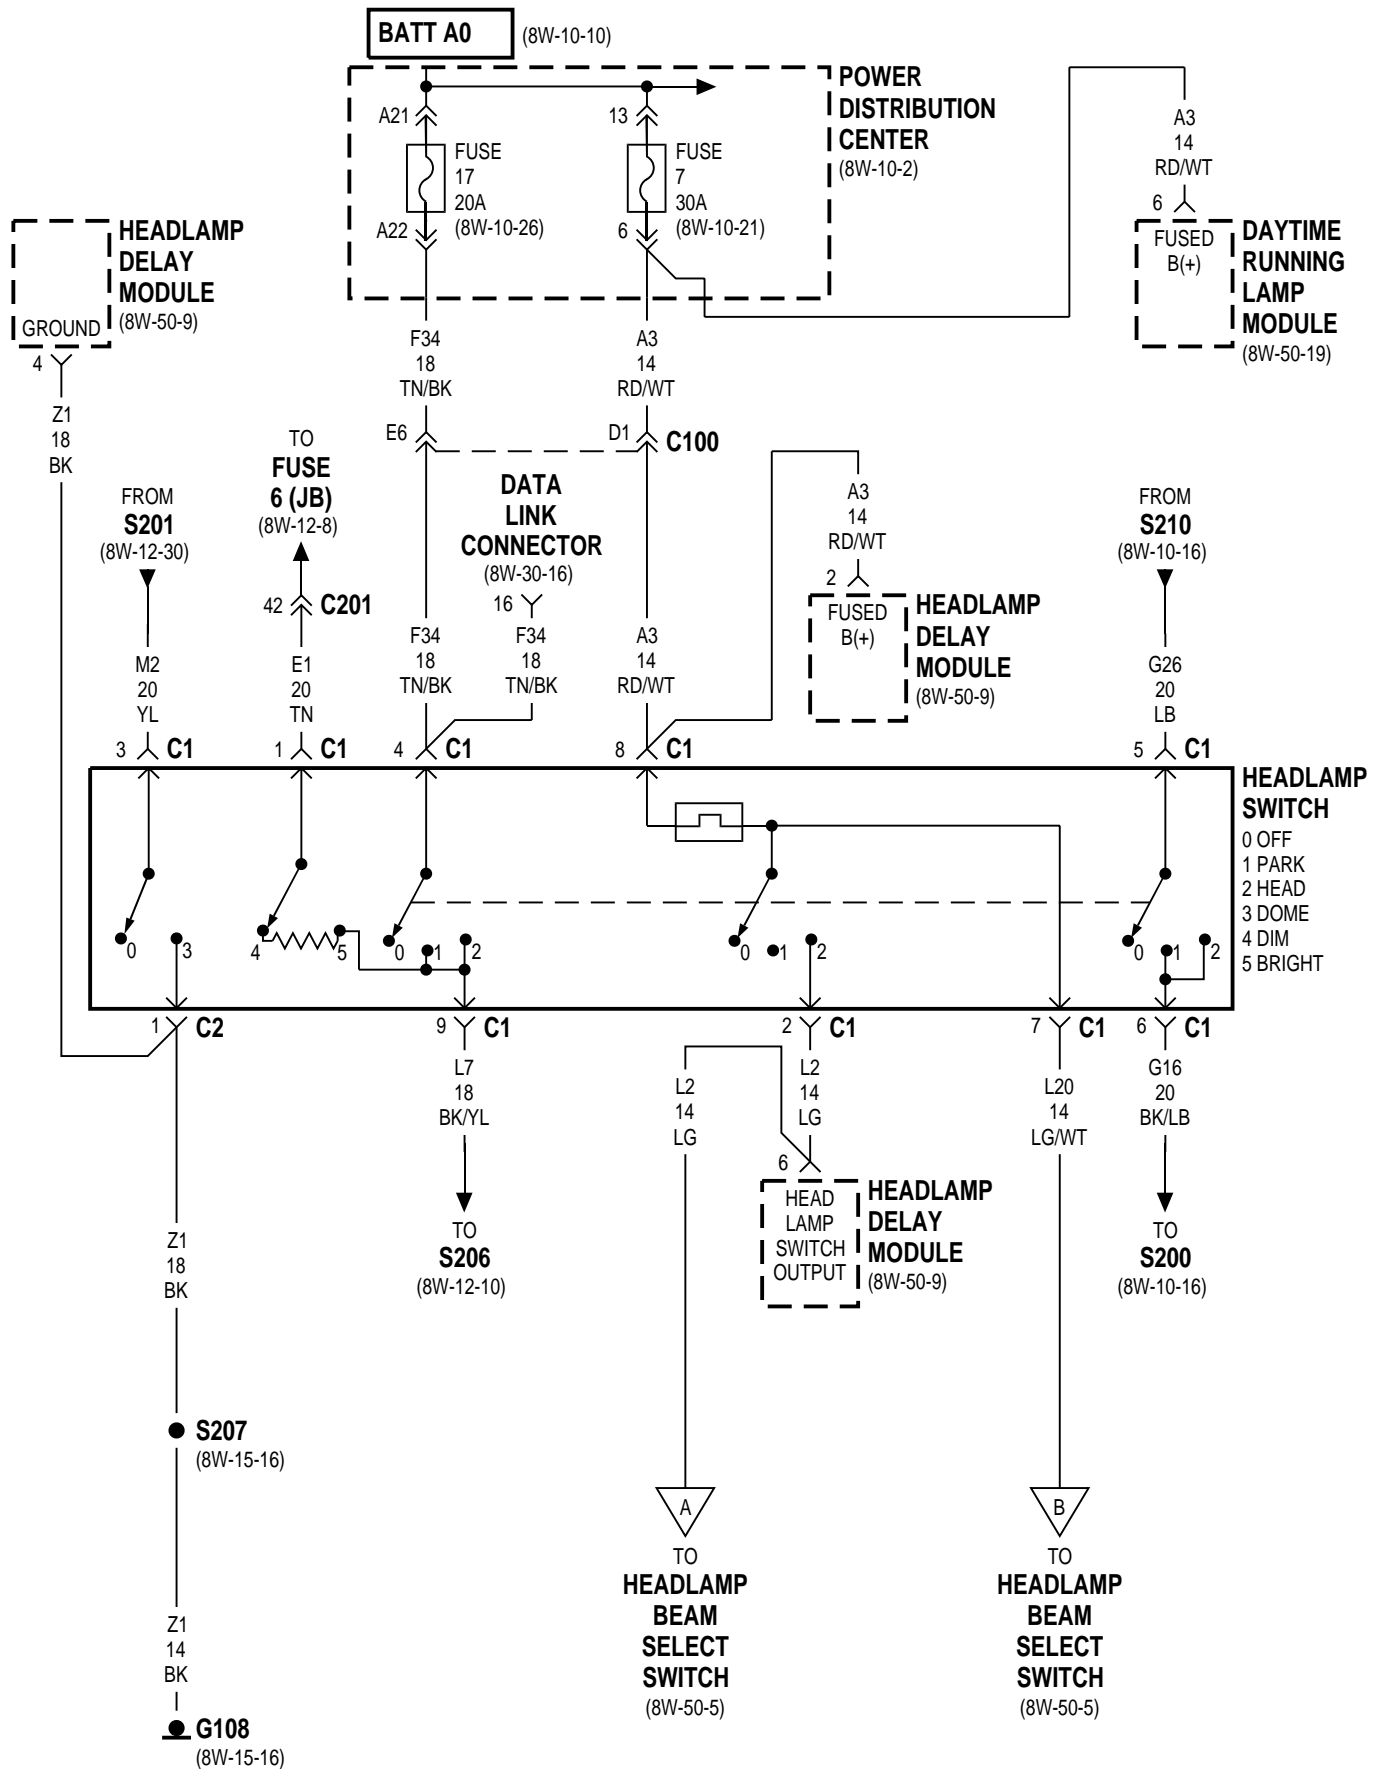 BATT A0
(8W-10-10)
POWER
DISTRIBUTION
CENTER
(8W-10-2)
A21
FUSE
17
20A
(8W-10-26)
A22
13
FUSE
7
30A
(8W-10-21)
6
A3
14
RD/WT
6
FUSED
B(+)
DAYTIME
RUNNING
LAMP
MODULE
(8W-50-19)
HEADLAMP
DELAY
MODULE
(8W-50-9)
GROUND
4
Z1
18
BK
F34
18
TN/BK
E6
A3
14
RD/WT
D1
C100
FROM
S201
(8W-12-30)
M2
20
YL
3
C1
TO
FUSE
6 (JB)
(8W-12-8)
42
C201
E1
20
TN
1
C1
F34
18
TN/BK
4
C1
DATA
LINK
CONNECTOR
(8W-30-16)
16
F34
18
TN/BK
A3
14
RD/WT
8
C1
A3
14
RD/WT
2
FUSED
B(+)
HEADLAMP
DELAY
MODULE
(8W-50-9)
FROM
S210
(8W-10-16)
G26
20
LB
5
C1
HEADLAMP
SWITCH
0 OFF
1 PARK
2 HEAD
3 DOME
4 DIM
5 BRIGHT
0
3
4
5
0
1
2
0
1
2
0
1
2
1
C2
9
C1
2
C1
7
C1
6
C1
L7
18
BK/YL
TO
S206
(8W-12-10)
L2
14
LG
L2
14
LG
6
HEAD
LAMP
SWITCH
OUTPUT
HEADLAMP
DELAY
MODULE
(8W-50-9)
L20
14
LG/WT
G16
20
BK/LB
TO
S200
(8W-10-16)
Z1
18
BK
S207
(8W-15-16)
Z1
14
BK
G108
(8W-15-16)
A
TO
HEADLAMP
BEAM
SELECT
SWITCH
(8W-50-5)
B
TO
HEADLAMP
BEAM
SELECT
SWITCH
(8W-50-5)